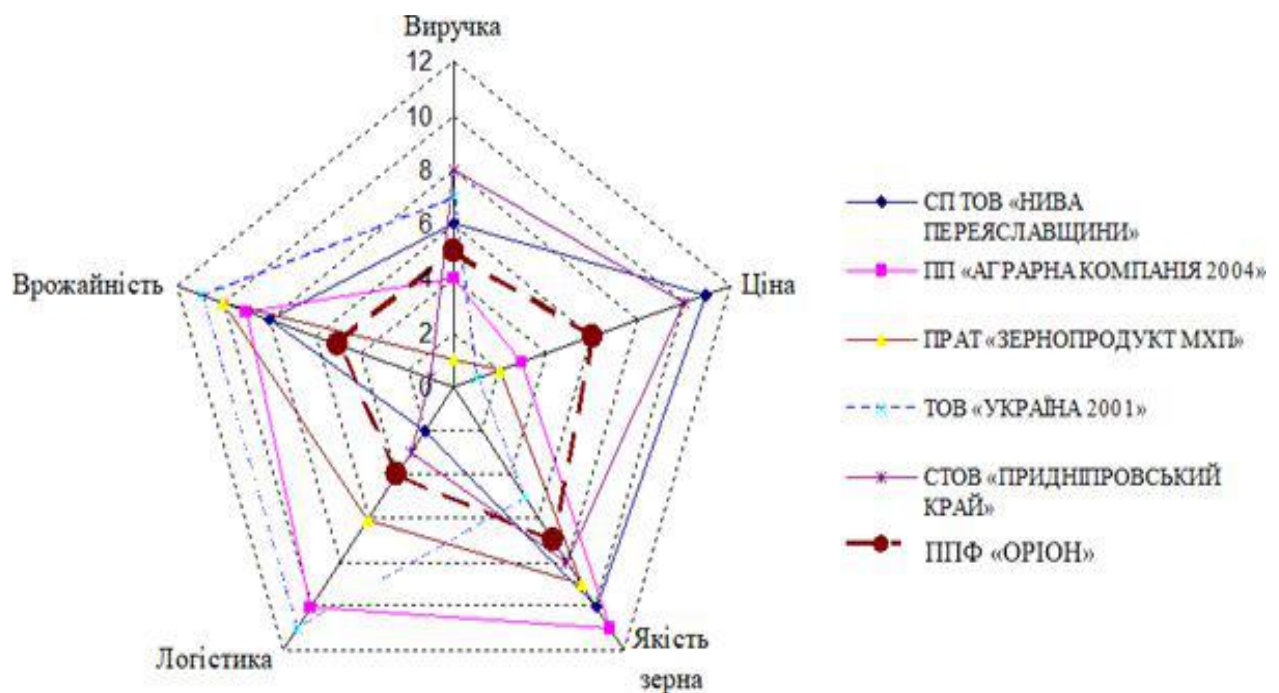 Виручка
12
10
8
6
4
2
0
Врожайність
Ціна
Логістика
Якість
зерна
СП ТОВ «НИВА
ПЕРЕЯСЛАВЩИНИ»
ПП «АГРАРНА КОМПАНІЯ 2004»
ПРАТ «ЗЕРНОПРОДУКТ МХП»
ТОВ «УКРАЇНА 2001»
СТОВ «ПРИДНІПРОВСЬКИЙ
КРАЙ»
ППФ «ОРІОН»